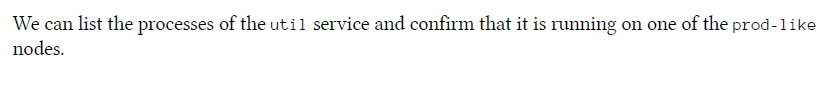 We can list the processes of the util service and confirm that it is running on one of the prod-like
nodes.